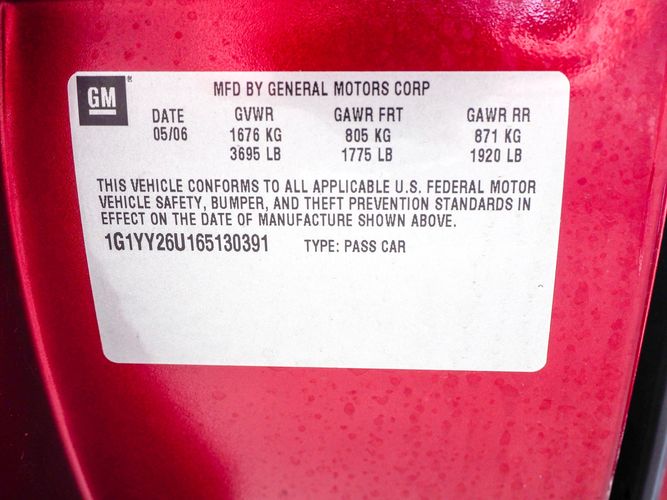 GM ® MFD BY GENERAL MOTORS CORP
DATE GVWR GAWR FRT GAWR RR
05/06 1676 KG 805 KG 871 KG
3695 LB 1775 LB 1920 LB
THIS VEHICLE CONFORMS TO ALL APPLICABLE U.S. FEDERAL MOTOR
VEHICLE SAFETY, BUMPER, AND THEFT PREVENTION STANDARDS IN
EFFECT ON THE DATE OF MANUFACTURE SHOWN ABOVE.
1G1YY26U165130391 TYPE: PASS CAR